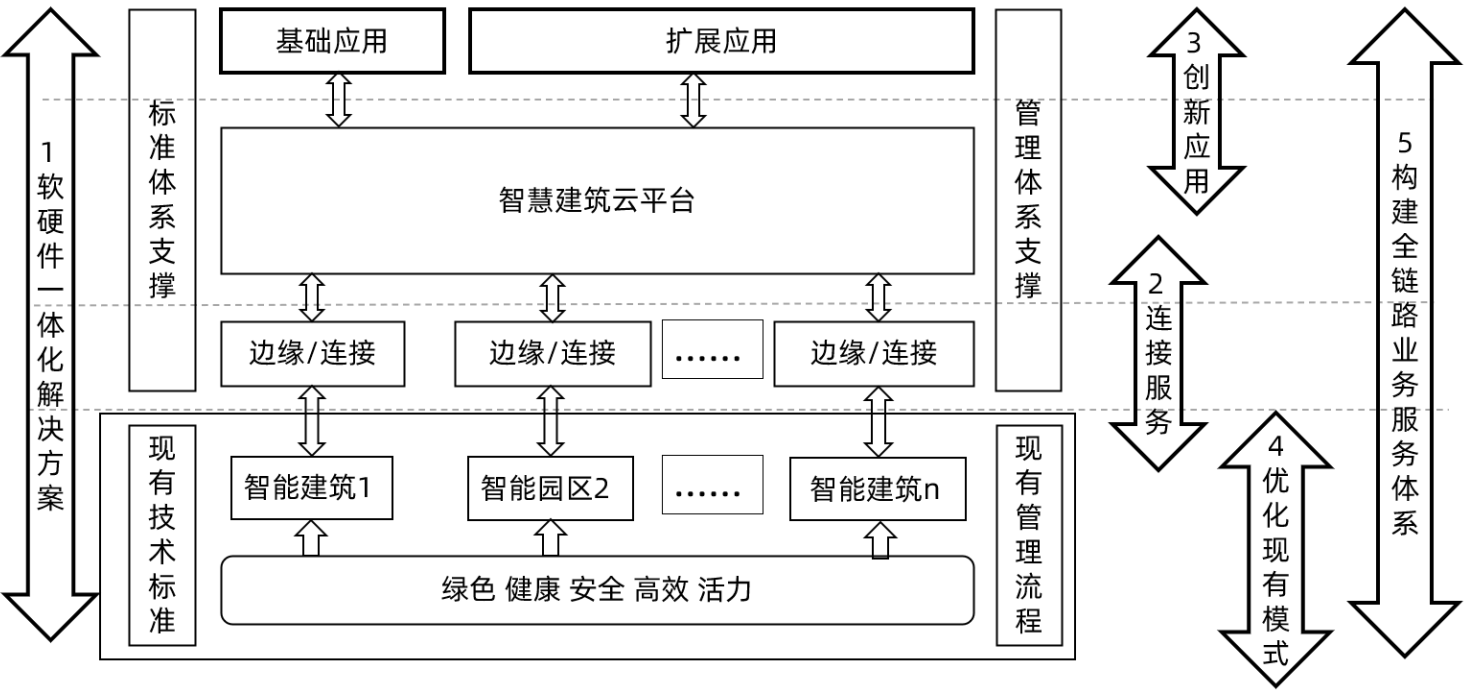 1软硬件一体化解决方案
标准体系支撑
基础应用
扩展应用
管理体系支撑
智慧建筑云平台
边缘/连接
边缘/连接
......
边缘/连接
现有技术标准
智能建筑1
智能园区2
......
智能建筑n
现有管理流程
绿色 健康 安全 高效 活力
3创新应用
2连接服务
4优化现有模式
5构建全链路业务服务体系